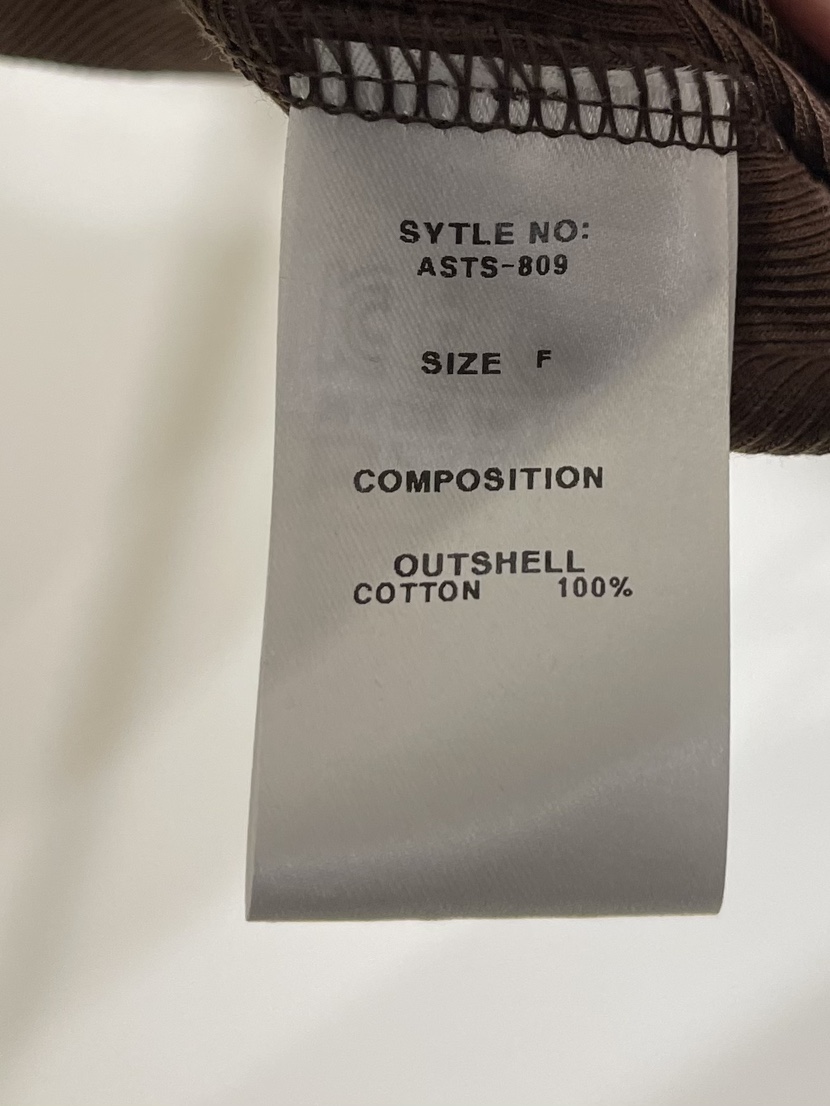 SYTLE NO:
ASTS-809
SIZE F
COMPOSITION
OUTSHELL
COTTON 100%